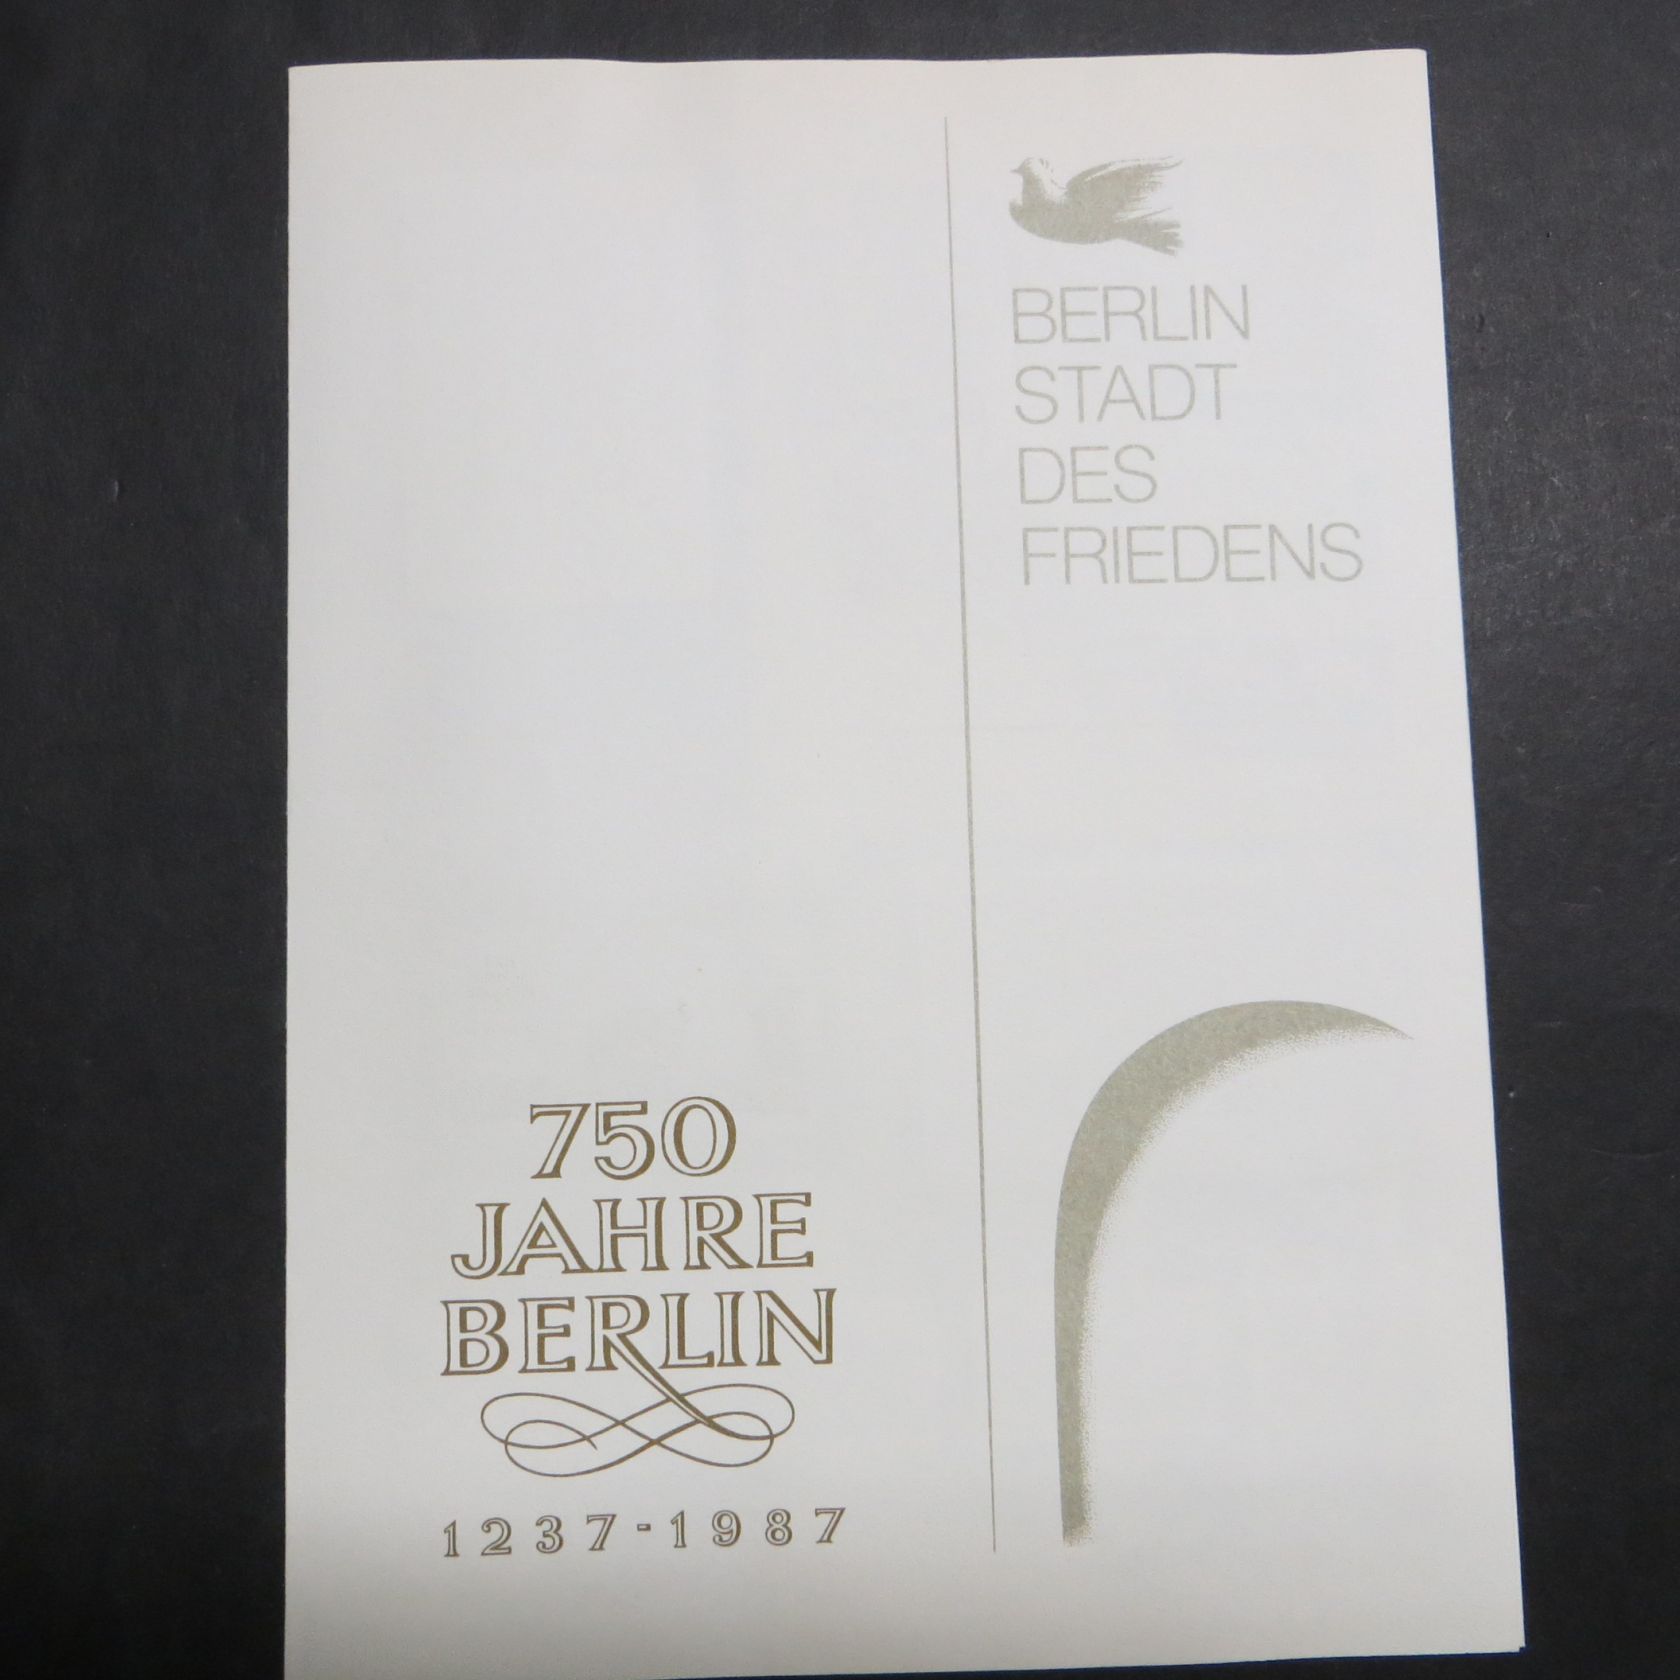 BERLIN
STADT
DES
FRIEDENS
750
JAHRE
BERLIN
1237-1987